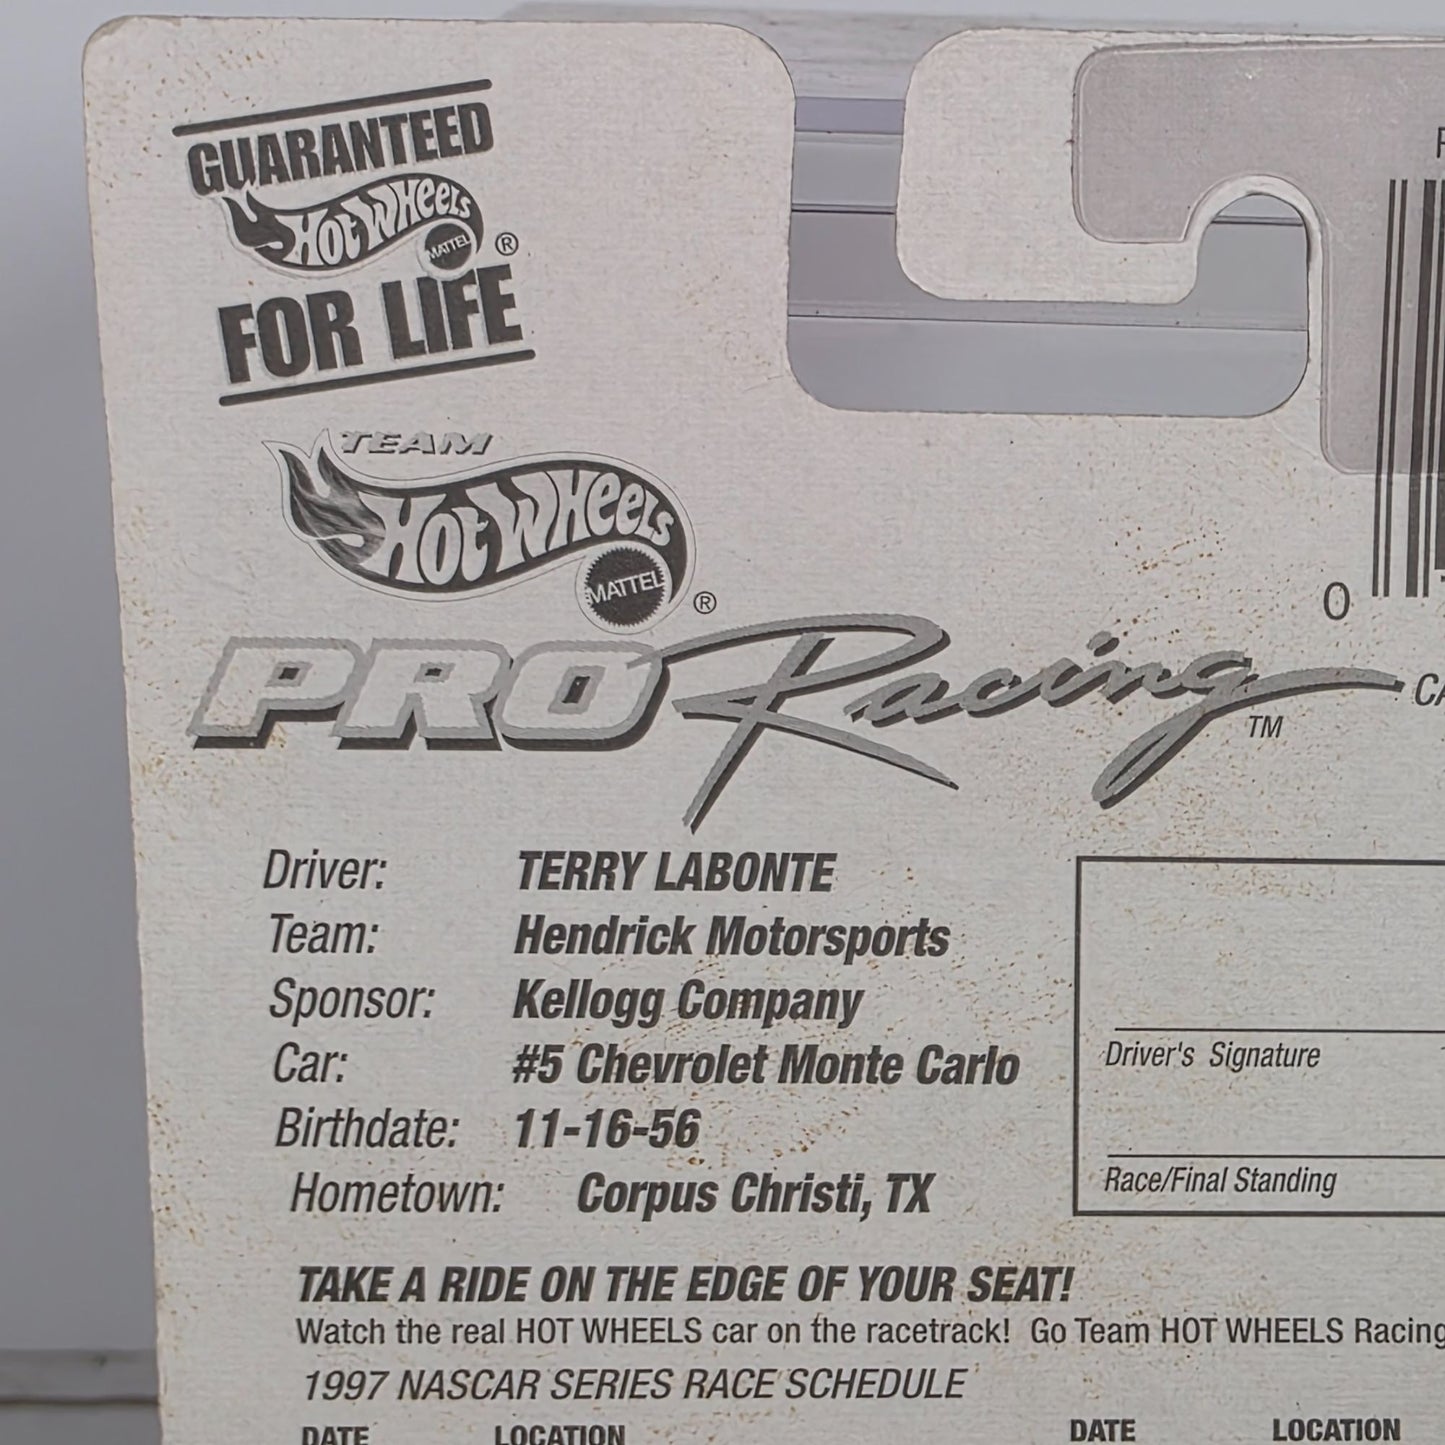 GUARANTEED
HOT WHEELS
MATTEL ®
FOR LIFE
TEAM
HOT WHEELS
MATTEL ®
PRO Racing ™
0
Driver: TERRY LABONTE
Team: Hendrick Motorsports
Sponsor: Kellogg Company
Car: #5 Chevrolet Monte Carlo
Birthdate: 11-16-56
Hometown: Corpus Christi, TX
Driver's Signature
Race/Final Standing
TAKE A RIDE ON THE EDGE OF YOUR SEAT!
Watch the real HOT WHEELS car on the racetrack! Go Team HOT WHEELS Racing
1997 NASCAR SERIES RACE SCHEDULE
DATE LOCATION DATE LOCATION